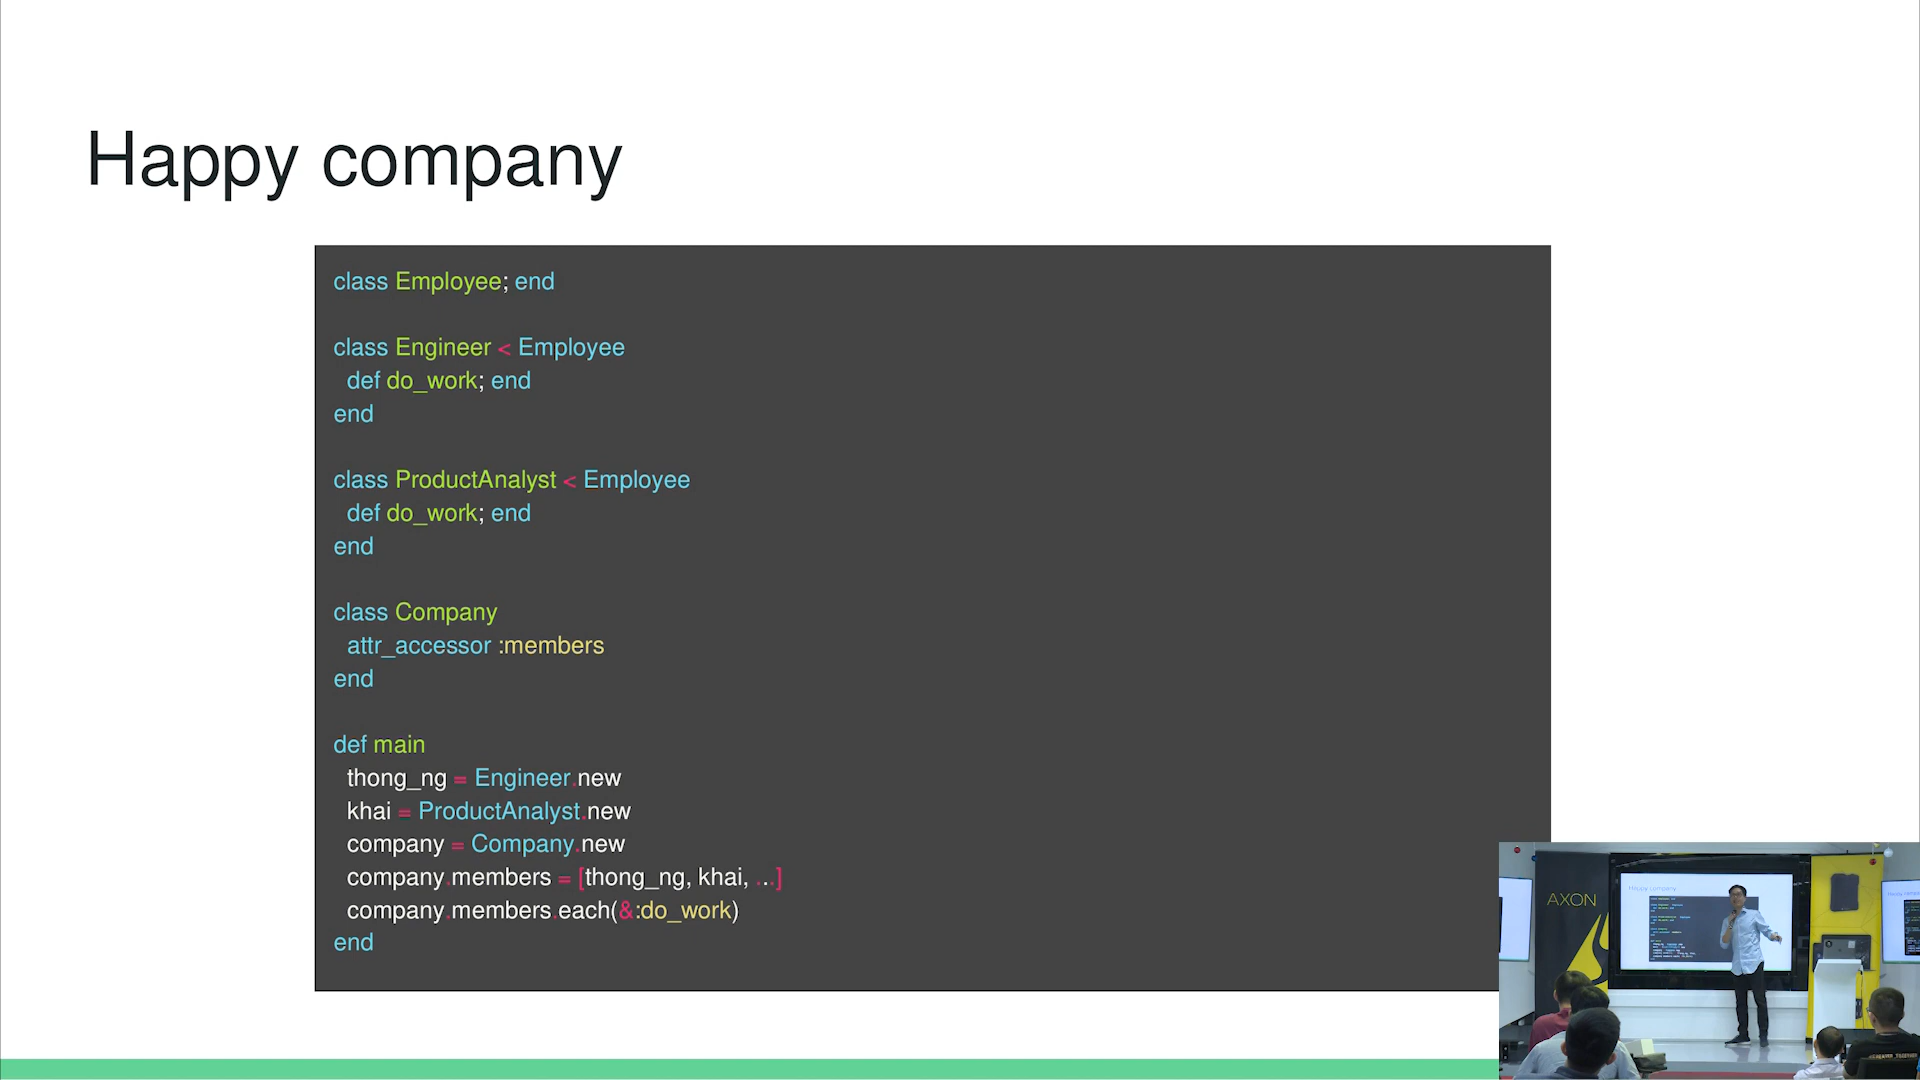 Happy company
class Employee; end
class Engineer < Employee
def do_work; end
end
class ProductAnalyst < Employee
def do_work; end
end
class Company
attr_accessor :members
end
def main
thong_ng = Engineer.new
khai = ProductAnalyst.new
company = Company.new
company.members = [thong_ng, khai, ...]
company.members.each(&:do_work)
end
AXON
Happy company